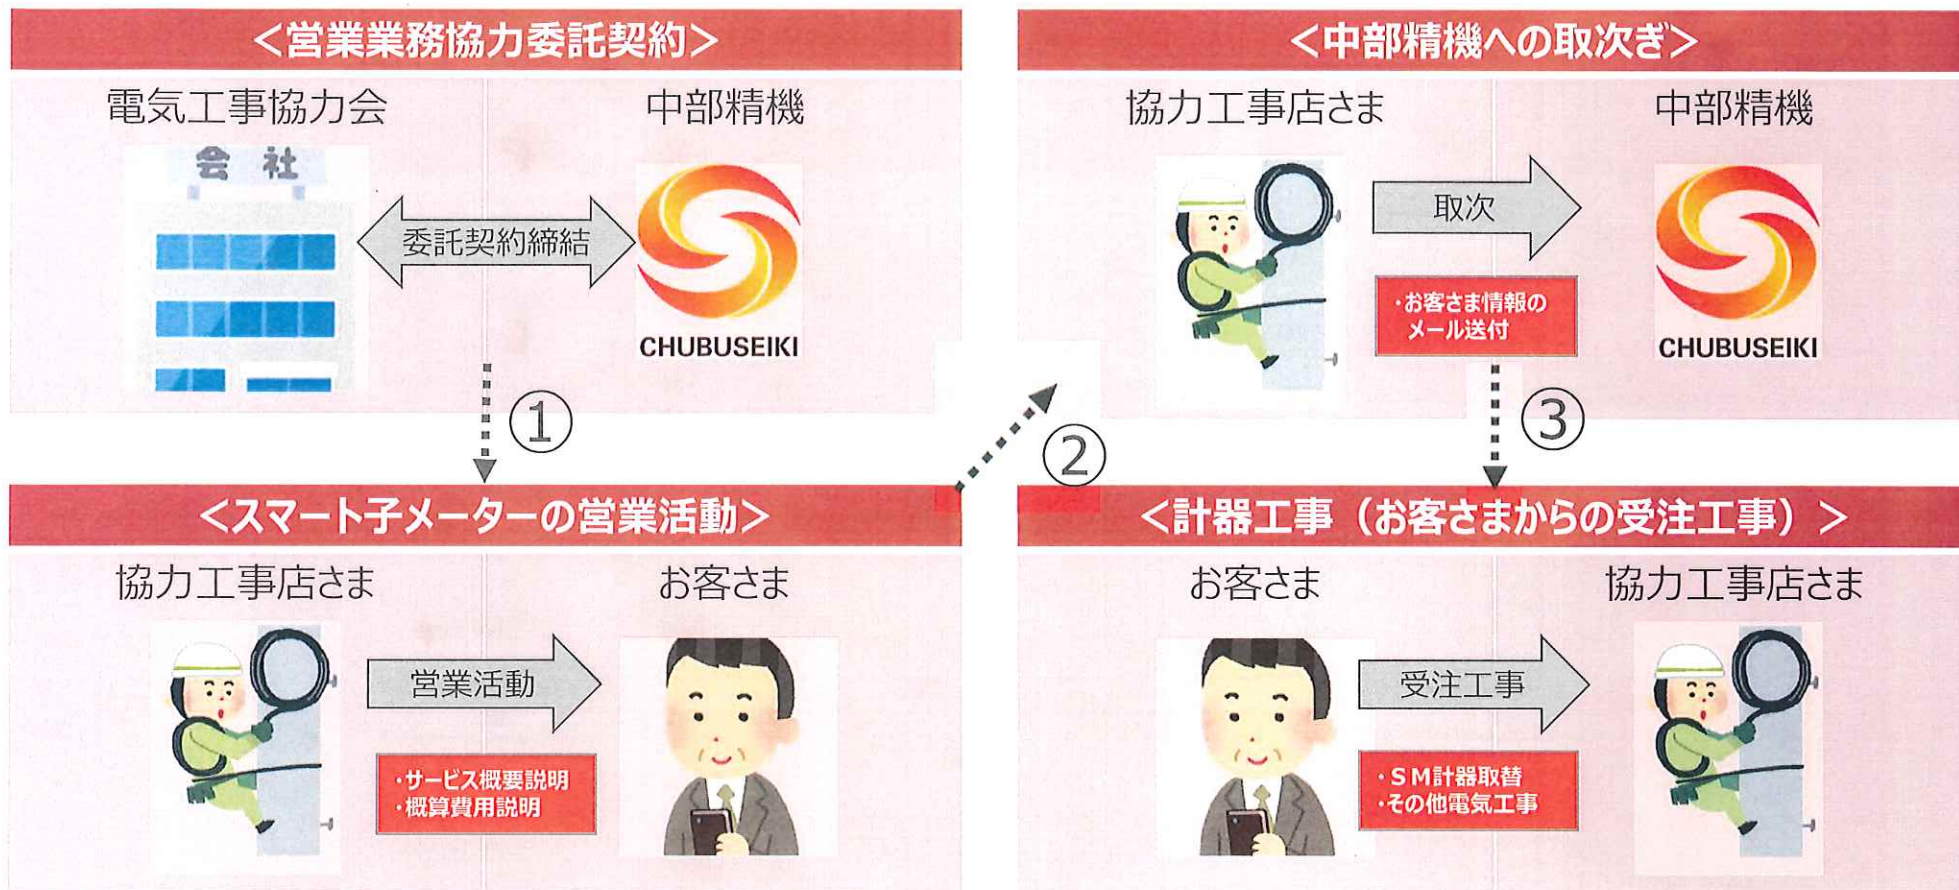 ＜営業業務協力委託契約＞
電気工事協力会
中部精機
会 社
委託契約締結
CHUBUSEIKI
①
＜スマート子メーターの営業活動＞
協力工事店さま
お客さま
営業活動
・サービス概要説明
・概算費用説明
②
＜中部精機への取次ぎ＞
協力工事店さま
中部精機
取次
・お客さま情報の
メール送付
CHUBUSEIKI
③
＜計器工事（お客さまからの受注工事）＞
お客さま
協力工事店さま
受注工事
・ＳＭ計器取替
・その他電気工事